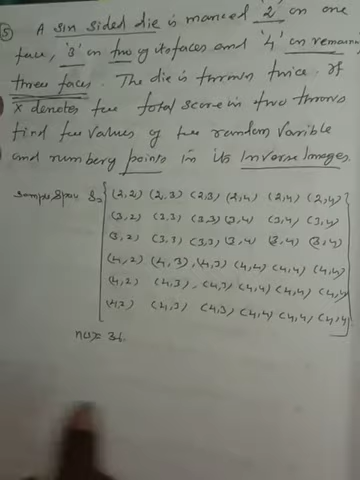 ⑤ A sin sided die is marced '2' on one
face, '3' on two of its faces and '4' on remaini
three faces. The die is thrown twice. If
X denotes the total score in two throws
find the values of the random varible
and numbery points in its Inverse Images.
Sample Space S = { (2,2) (2,3) (2,3) (2,4) (2,4) (2,4)
(3,2) (3,3) (3,3) (3,4) (3,4) (3,4)
(3,2) (3,3) (3,3) (3,4) (3,4) (3,4)
(4,2) (4,3), (4,3) (4,4) (4,4) (4,4)
(4,2) (4,3), (4,3) (4,4) (4,4) (4,4)
(4,2) (4,3) (4,3) (4,4) (4,4) (4,4) }
n(s)= 36.